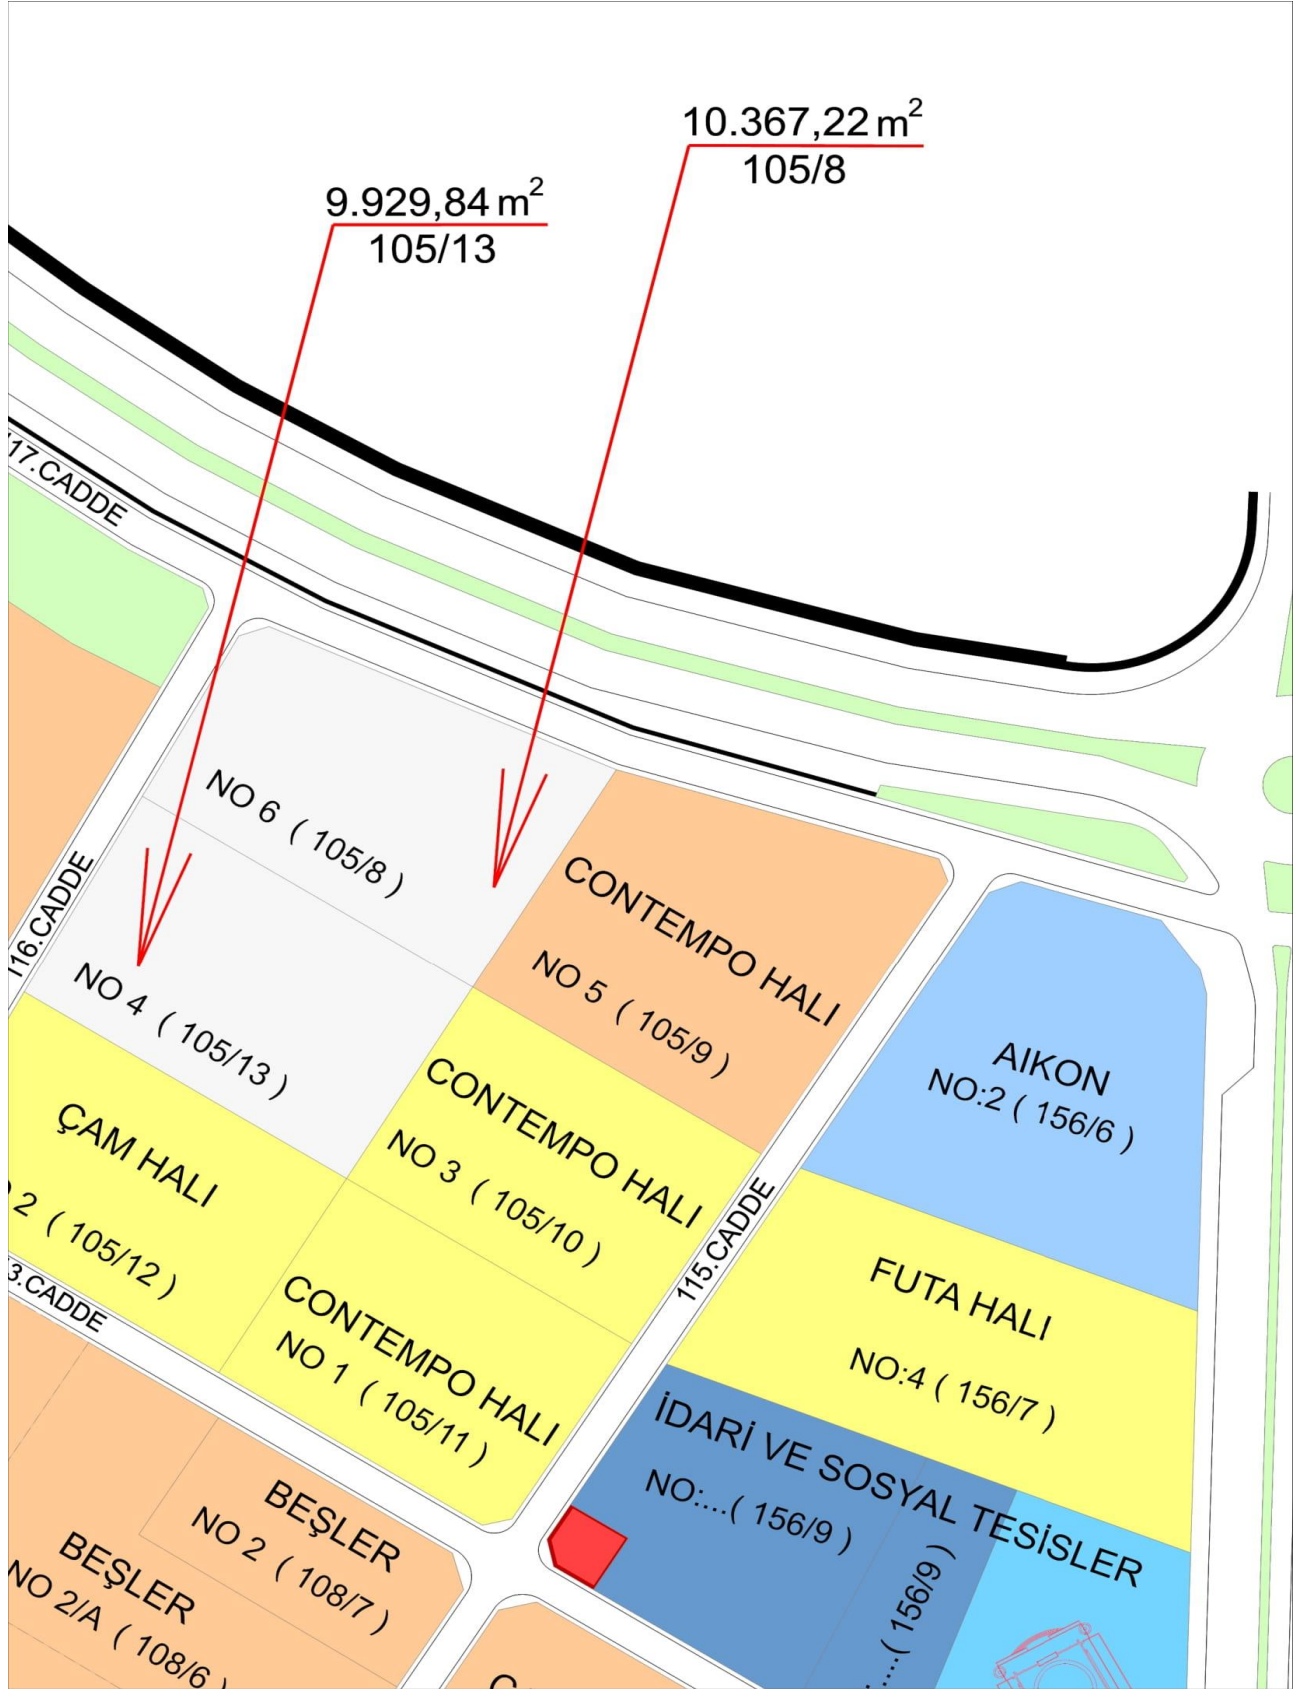 10.367,22 m²
105/8
9.929,84 m²
105/13
17.CADDE
NO 6 ( 105/8 )
116.CADDE
NO 4 ( 105/13 )
CONTEMPO HALI
NO 5 ( 105/9 )
AIKON
NO:2 ( 156/6 )
CONTEMPO HALI
NO 3 ( 105/10 )
ÇAM HALI
2 ( 105/12 )
115.CADDE
3.CADDE
FUTA HALI
NO:4 ( 156/7 )
CONTEMPO HALI
NO 1 ( 105/11 )
İDARİ VE SOSYAL TESİSLER
NO:...( 156/9 )
....( 156/9 )
BEŞLER
NO 2 ( 108/7 )
BEŞLER
NO 2/A ( 108/6 )